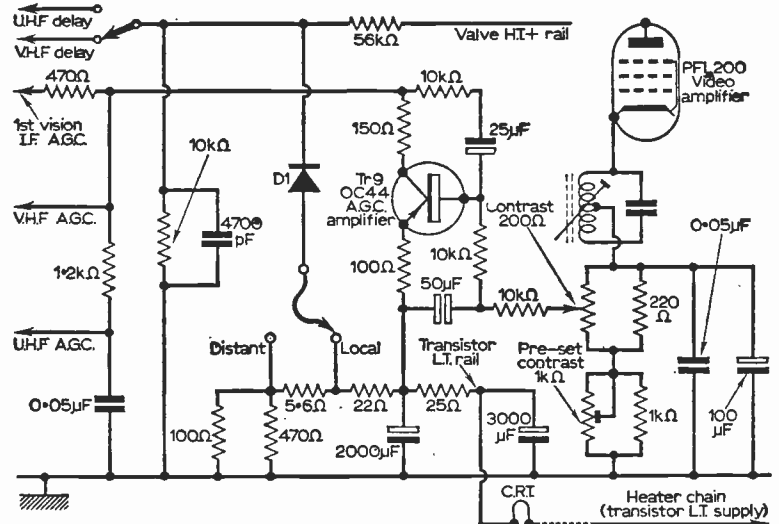 U.H.F delay
V.H.F delay
56kΩ
Valve H.T.+ rail
470Ω
1st vision
I.F. A.G.C.
10kΩ
150Ω
10kΩ
25µF
PFL200
Video
amplifier
D1
Tr9
OC44
A.G.C.
amplifier
Contrast
200Ω
V.H.F A.G.C.
4700
pF
0·05µF
1·2kΩ
100Ω
10kΩ
50µF
10kΩ
220
Ω
Distant
Local
Transistor
L.T. rail
Pre-set
contrast
1kΩ
U.H.F A.G.C.
5·6Ω
22Ω
25Ω
1kΩ
0·05µF
100Ω
470Ω
2000µF
3000
µF
100
µF
C.R.T.
Heater chain
(transistor L.T. supply)